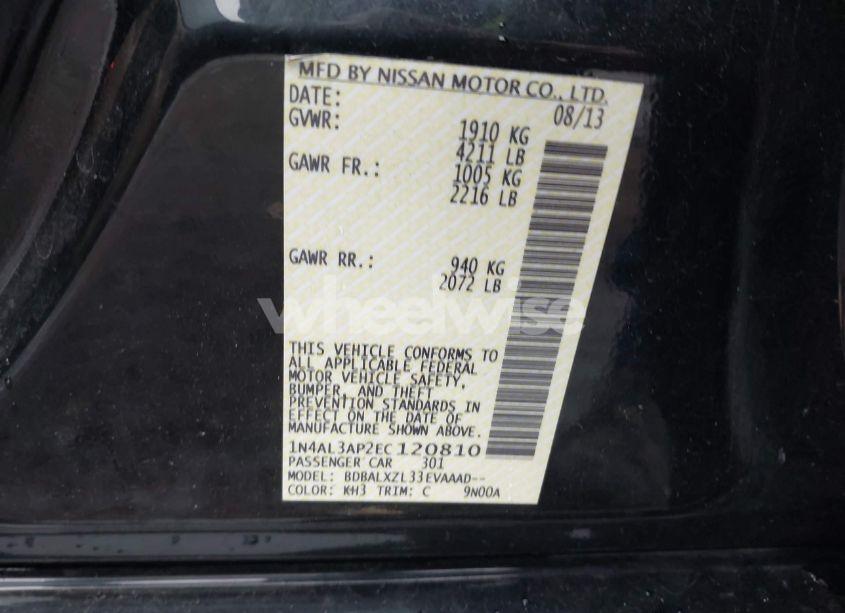 MFD BY NISSAN MOTOR CO., LTD.
DATE: 08/13
GVWR: 1910 KG
4211 LB
GAWR FR.: 1005 KG
2216 LB
GAWR RR.: 940 KG
2072 LB
wheelwise
THIS VEHICLE CONFORMS TO
ALL APPLICABLE FEDERAL
MOTOR VEHICLE SAFETY,
BUMPER, AND THEFT
PREVENTION STANDARDS IN
EFFECT ON THE DATE OF
MANUFACTURE SHOWN ABOVE.
1N4AL3AP2EC120810
PASSENGER CAR 301
MODEL: BDBALXZL33EVAAAD--
COLOR: KH3 TRIM: C 9N00A